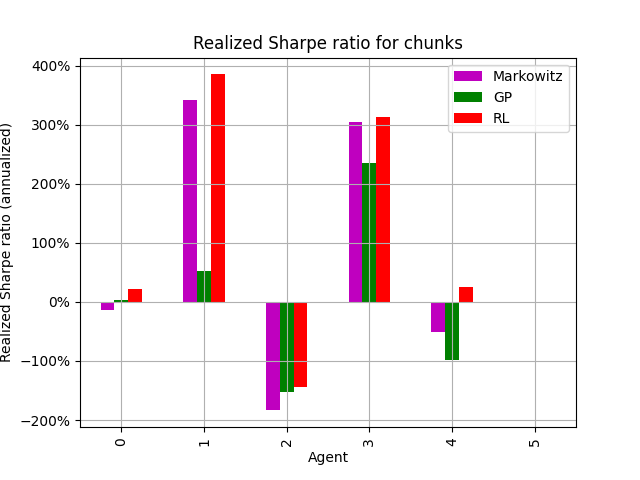 Realized Sharpe ratio for chunks
Markowitz
GP
RL
Realized Sharpe ratio (annualized)
400%
300%
200%
100%
0%
−100%
−200%
0 1 2 3 4 5
Agent